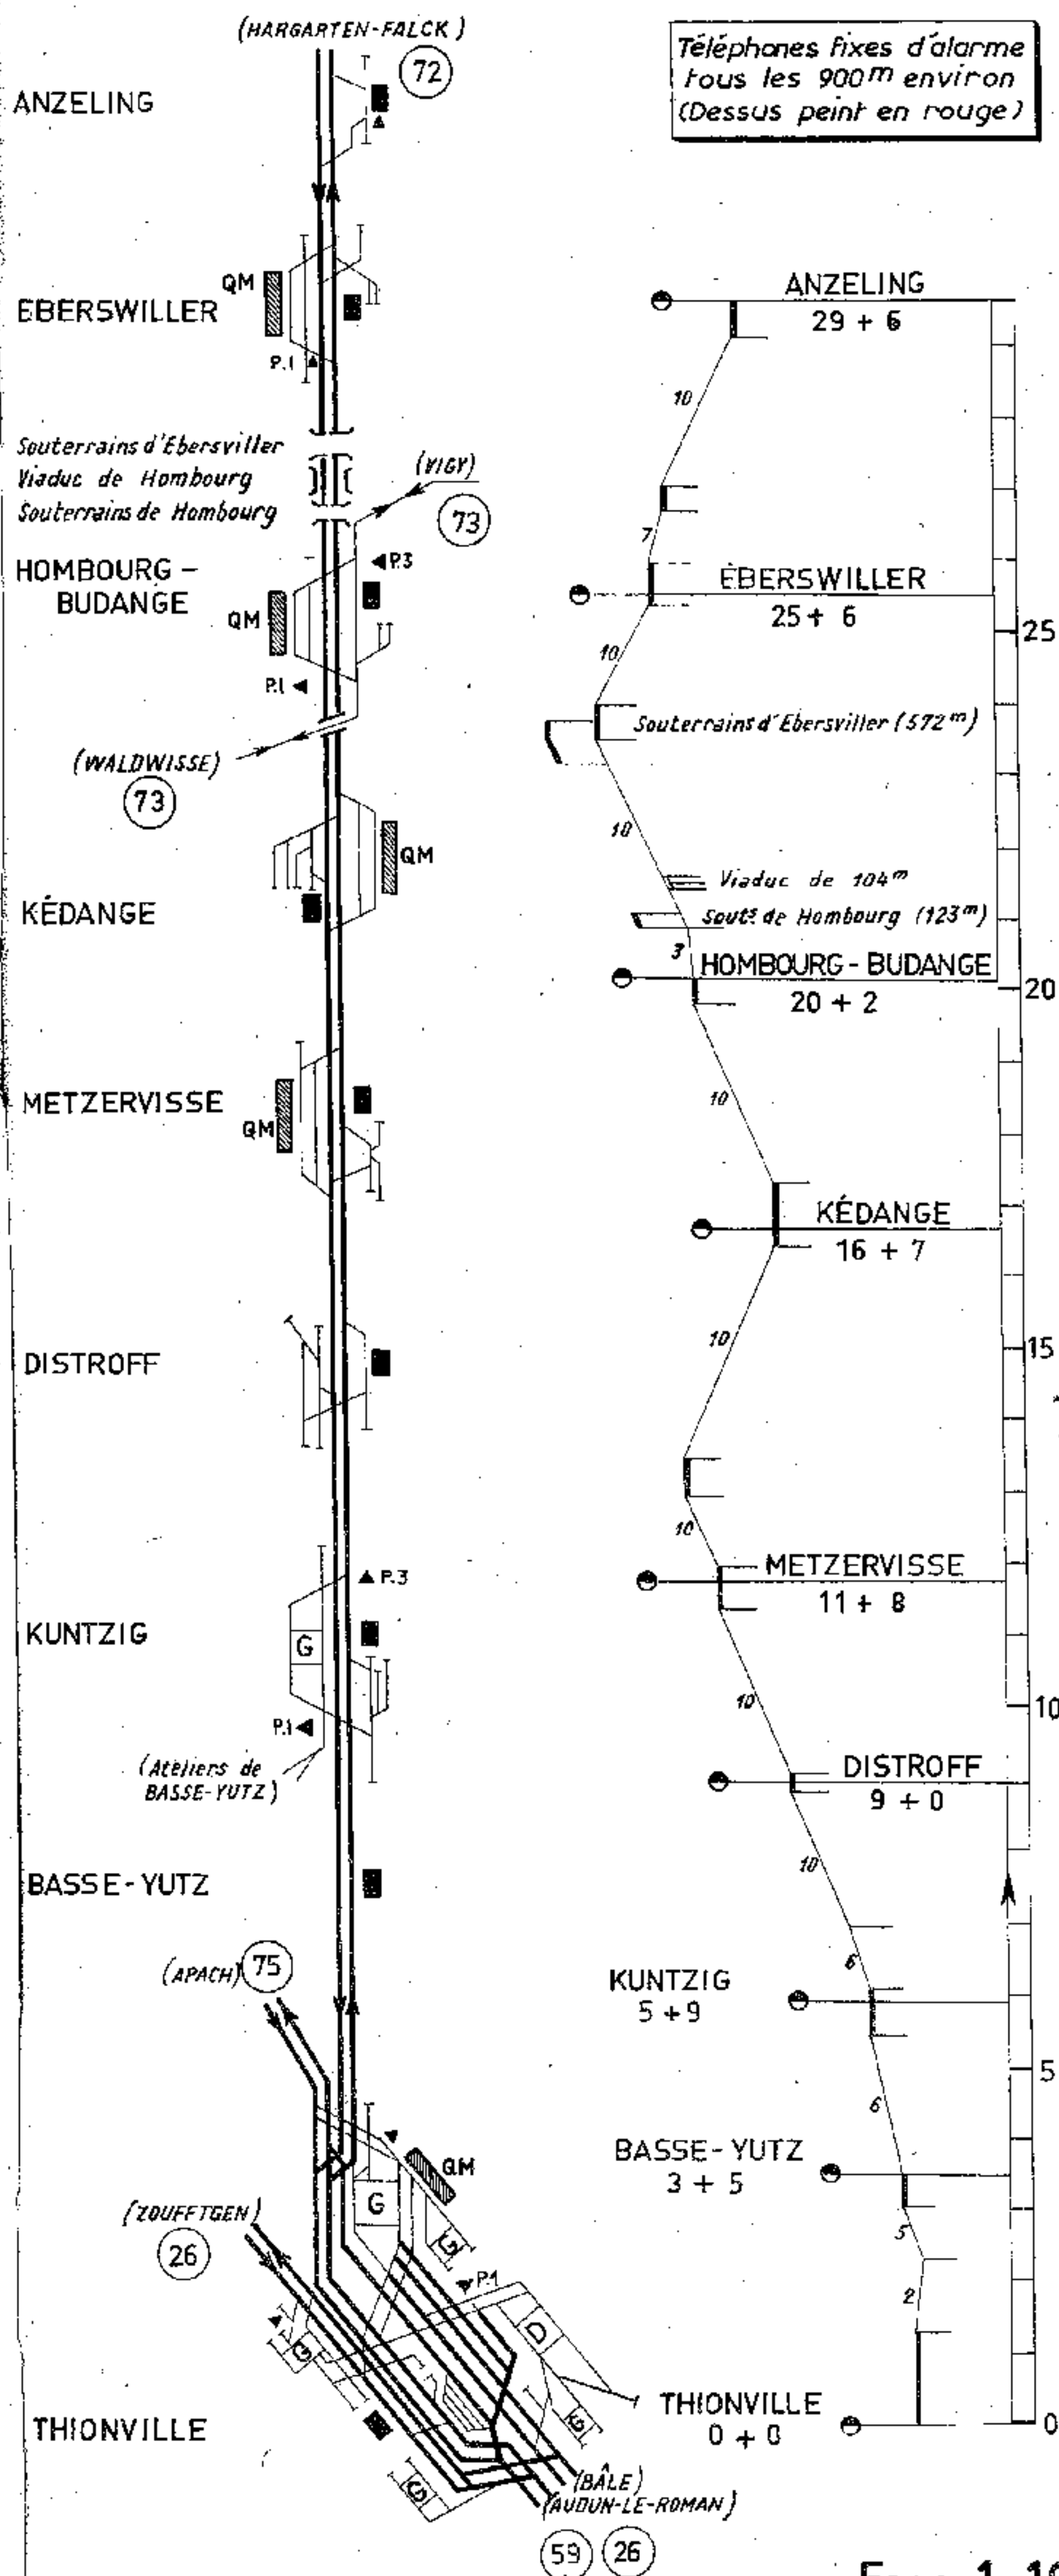 (HARGARTEN-FALCK)
72
Téléphones fixes d'alarme
tous les 900m environ
(Dessus peint en rouge)
ANZELING
QM
EBERSWILLER
P.1
Souterrains d'Ebersviller
Viaduc de Hombourg
Souterrains de Hombourg
(VIGY)
73
HOMBOURG-
BUDANGE
P.3
QM
P.1
(WALDWISSE)
73
QM
KÉDANGE
METZERVISSE
QM
DISTROFF
P.3
KUNTZIG
G
P.1
(Ateliers de
BASSE-YUTZ)
BASSE-YUTZ
(APACH) 75
QM
G
G
(ZOUFFTGEN)
26
P.1
G
D
G
THIONVILLE
G
(BÂLE)
(AUDUN-LE-ROMAN)
59 26
ANZELING
29 + 6
10
7
EBERSWILLER
25 + 6
25
10
Souterrains d'Ebersviller (572m)
10
Viaduc de 104m
Souts de Hombourg (123m)
3
HOMBOURG-BUDANGE
20 + 2
20
10
KÉDANGE
16 + 7
10
15
10
METZERVISSE
11 + 8
10
10
DISTROFF
9 + 0
10
6
KUNTZIG
5 + 9
5
6
BASSE-YUTZ
3 + 5
5
2
THIONVILLE
0 + 0
0